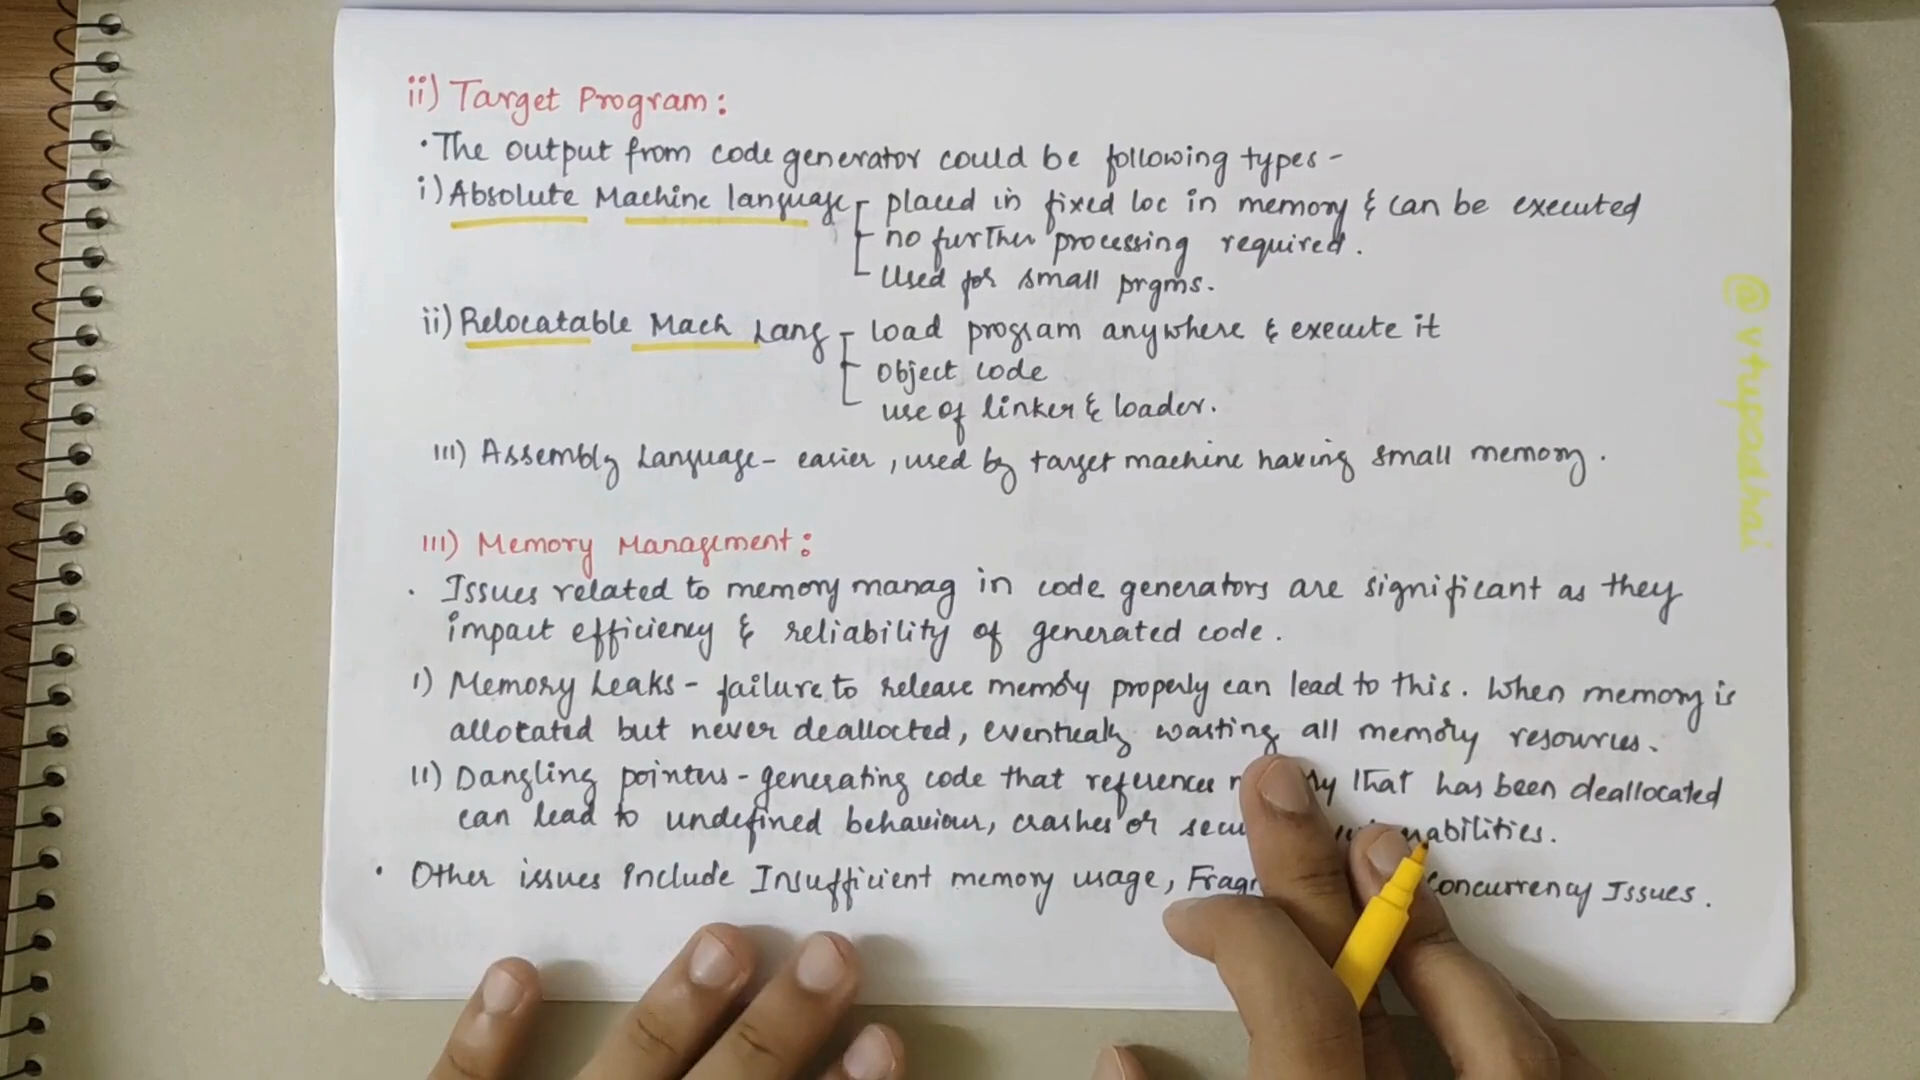 ii) Target Program:
• The output from code generator could be following types -
i) Absolute Machine language - placed in fixed loc in memory & can be executed
- no further processing required.
- Used for small prgms.
ii) Relocatable Mach Lang - load program anywhere & execute it
- Object code
- use of linker & loader.
iii) Assembly Language - easier, used by target machine having small memory.
iii) Memory Management:
• Issues related to memory manag in code generators are significant as they
impact efficiency & reliability of generated code.
i) Memory Leaks - failure to release memory properly can lead to this. When memory is
allotated but never deallocted, eventualy wasting all memory resources.
ii) Dangling pointers - generating code that references that has been deallocated
can lead to undefined behaviour, crashes or
• Other issues include Insufficient memory usage, Concurrency Issues.
@vtupadhai